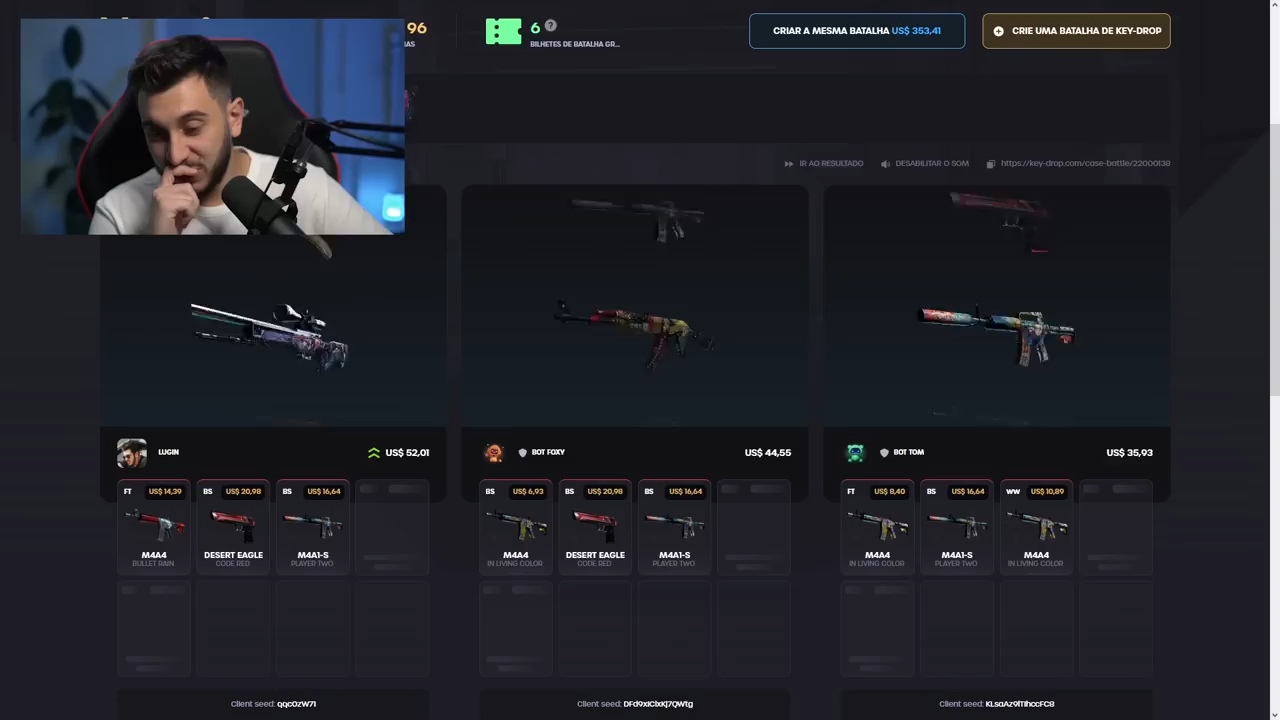 96
6 ?
BILHETES DE BATALHA GR...
CRIAR A MESMA BATALHA US$ 353,41
CRIE UMA BATALHA DE KEY-DROP
IR AO RESULTADO
DESABILITAR O SOM
https://key-drop.com/case-battle/22000138
LUGIN
US$ 52,01
BOT FOXY
US$ 44,55
BOT TOM
US$ 35,93
FT US$ 14,39
M4A4
BULLET RAIN
BS US$ 20,98
DESERT EAGLE
CODE RED
BS US$ 16,64
M4A1-S
PLAYER TWO
BS US$ 6,93
M4A4
IN LIVING COLOR
BS US$ 20,98
DESERT EAGLE
CODE RED
BS US$ 16,64
M4A1-S
PLAYER TWO
FT US$ 8,40
M4A4
IN LIVING COLOR
BS US$ 16,64
M4A1-S
PLAYER TWO
WW US$ 10,89
M4A4
IN LIVING COLOR
Client seed:
Client seed:
Client seed: